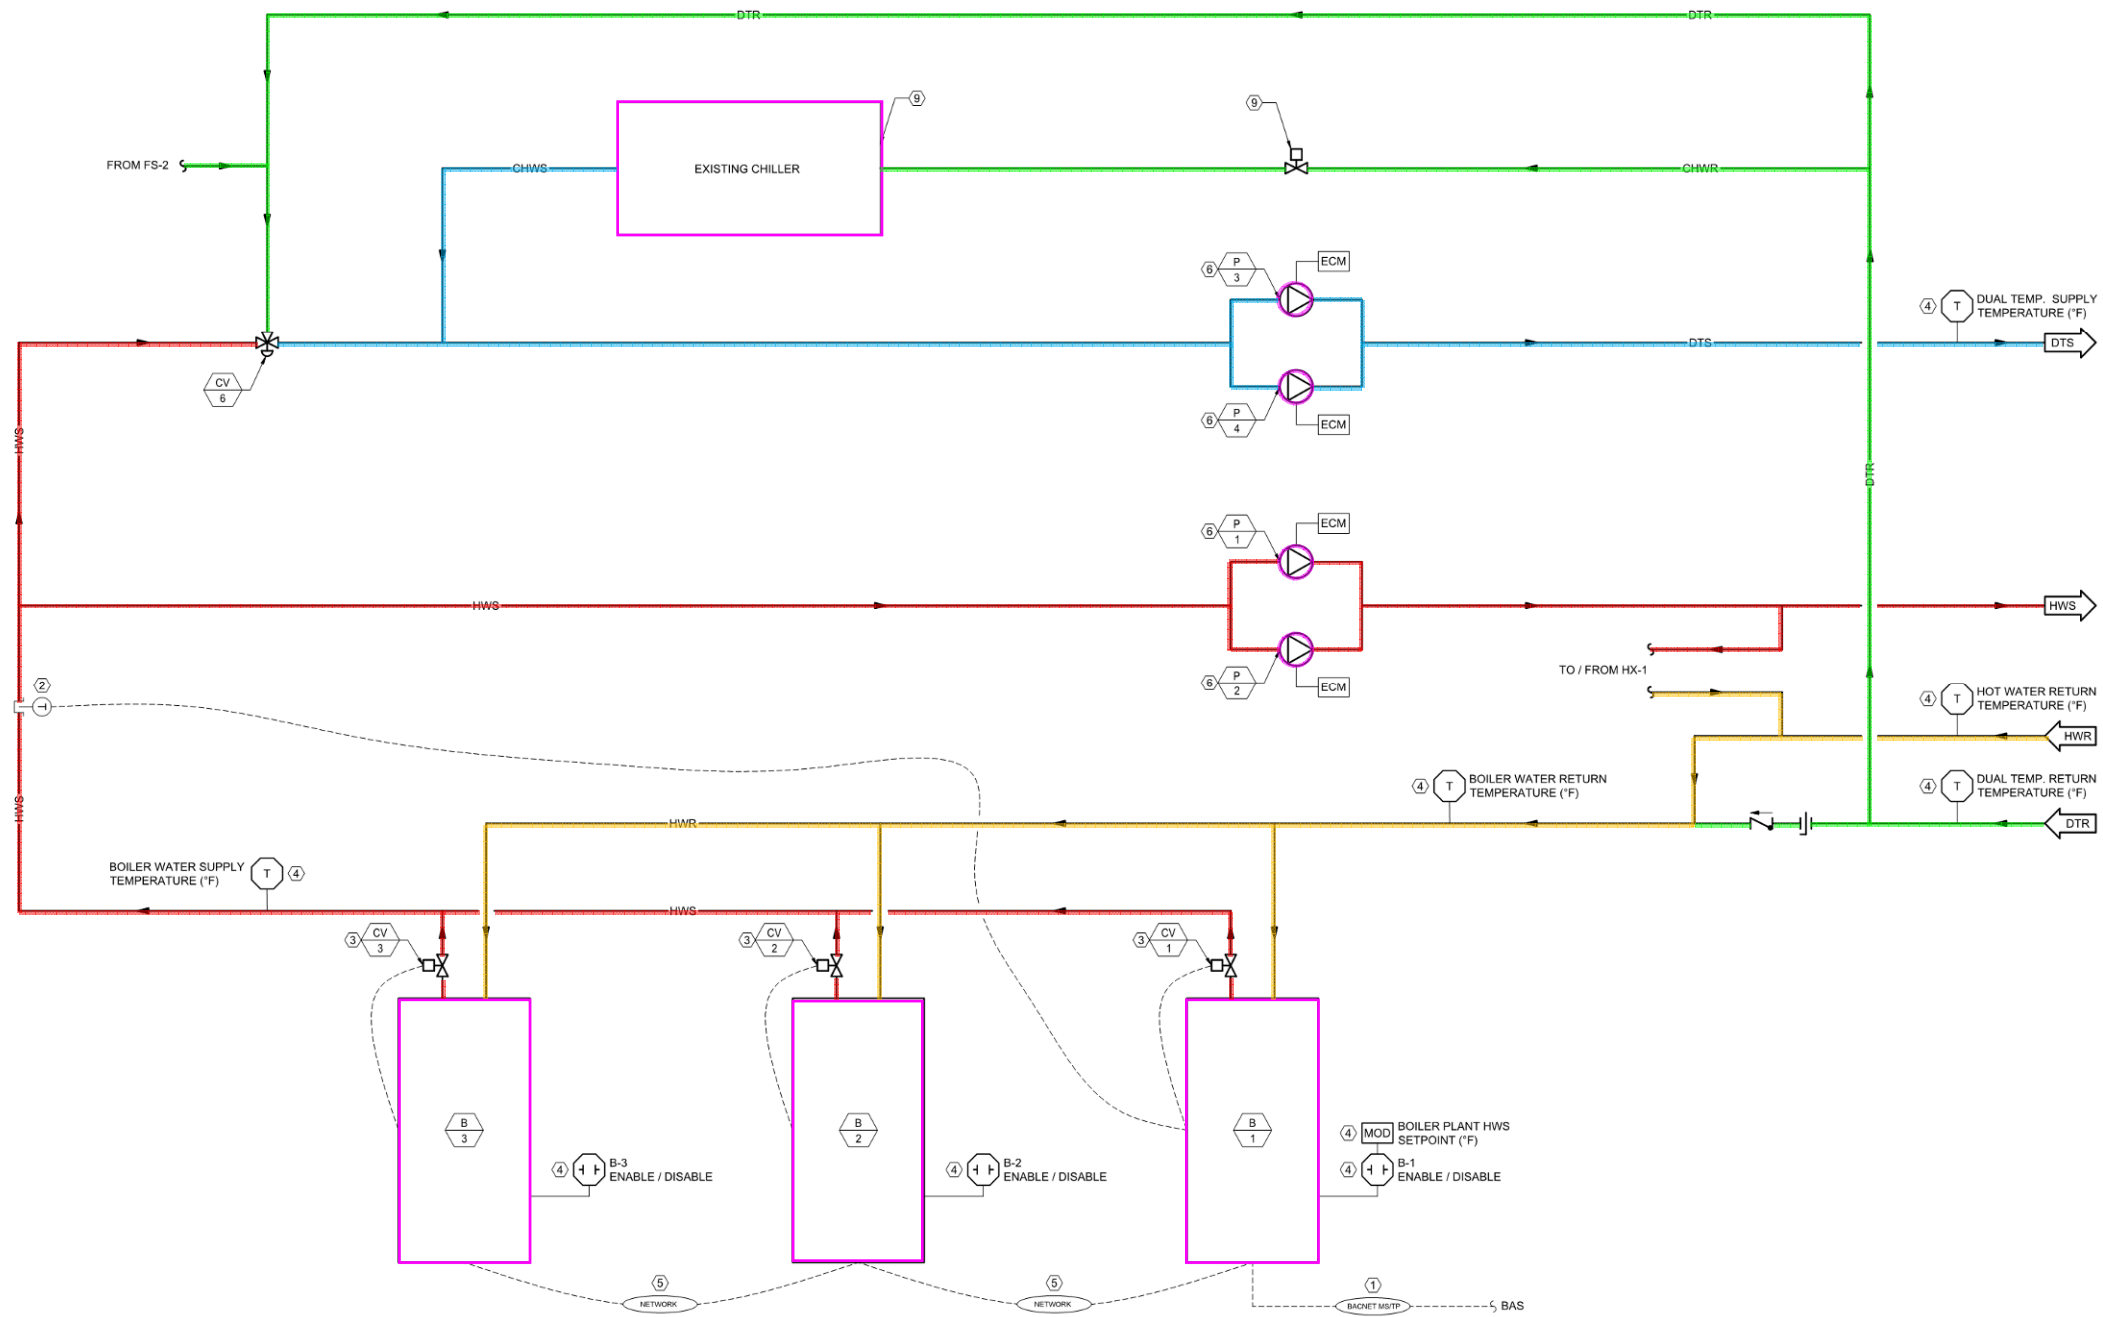 DTR
DTR
9
9
FROM FS-2
CHWS
EXISTING CHILLER
CHWR
6
P
3
ECM
4
T
DUAL TEMP. SUPPLY
TEMPERATURE (°F)
DTS
DTS
CV
6
6
P
4
ECM
HWS
DTR
6
P
1
ECM
HWS
HWS
6
P
2
ECM
TO / FROM HX-1
2
T
4
T
HOT WATER RETURN
TEMPERATURE (°F)
HWR
4
T
BOILER WATER RETURN
TEMPERATURE (°F)
4
T
DUAL TEMP. RETURN
TEMPERATURE (°F)
DTR
HWS
HWR
BOILER WATER SUPPLY
TEMPERATURE (°F)
T
4
HWS
3
CV
3
3
CV
2
3
CV
1
B
3
B
2
B
1
4
MOD
BOILER PLANT HWS
SETPOINT (°F)
4
B-3
ENABLE / DISABLE
4
B-2
ENABLE / DISABLE
4
B-1
ENABLE / DISABLE
5
NETWORK
5
NETWORK
1
BACNET MS/TP
BAS